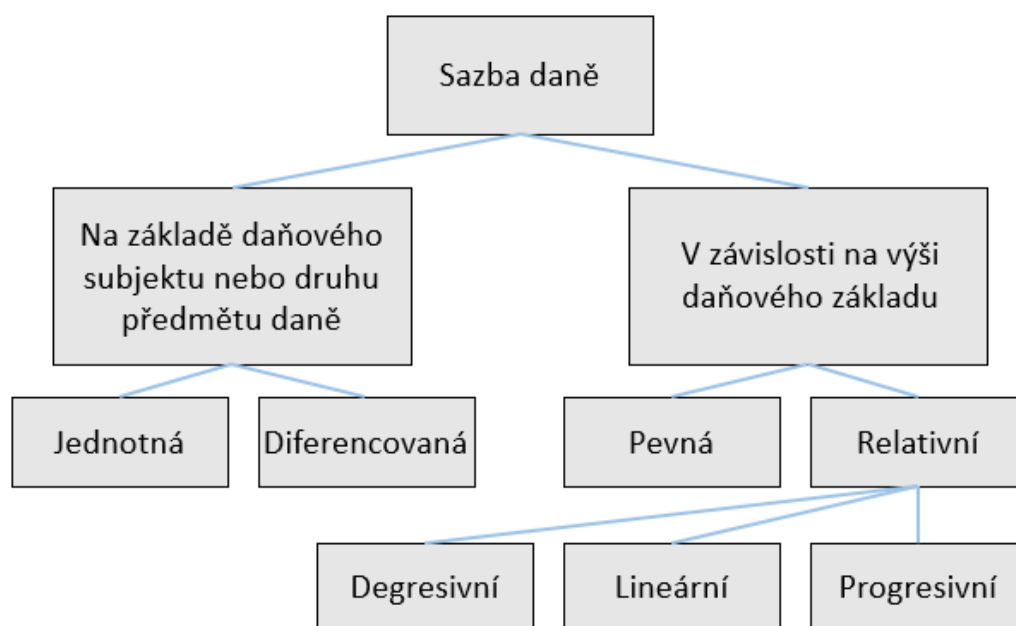 Sazba daně
Na základě daňového
subjektu nebo druhu
předmětu daně
V závislosti na výši
daňového základu
Jednotná
Diferencovaná
Pevná
Relativní
Degresivní
Lineární
Progresivní